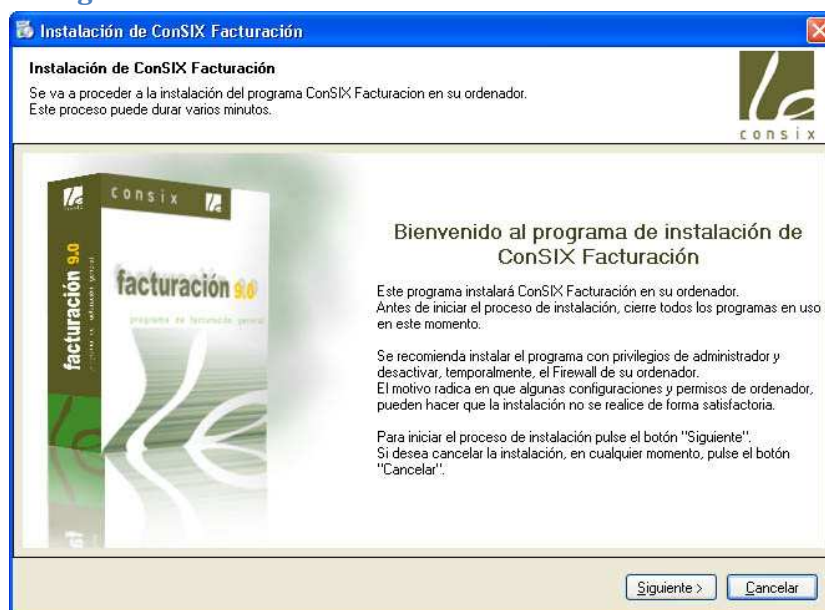 Instalación de ConSIX Facturación
Instalación de ConSIX Facturación
Se va a proceder a la instalación del programa ConSIX Facturacion en su ordenador.
Este proceso puede durar varios minutos.
consix
consix
facturación 9.0
facturación 9.0
programa de facturación general
Bienvenido al programa de instalación de
ConSIX Facturación
Este programa instalará ConSIX Facturación en su ordenador.
Antes de iniciar el proceso de instalación, cierre todos los programas en uso
en este momento.
Se recomienda instalar el programa con privilegios de administrador y
desactivar, temporalmente, el Firewall de su ordenador.
El motivo radica en que algunas configuraciones y permisos de ordenador,
pueden hacer que la instalación no se realice de forma satisfactoria.
Para iniciar el proceso de instalación pulse el botón "Siguiente".
Si desea cancelar la instalación, en cualquier momento, pulse el botón
"Cancelar".
Siguiente >
Cancelar